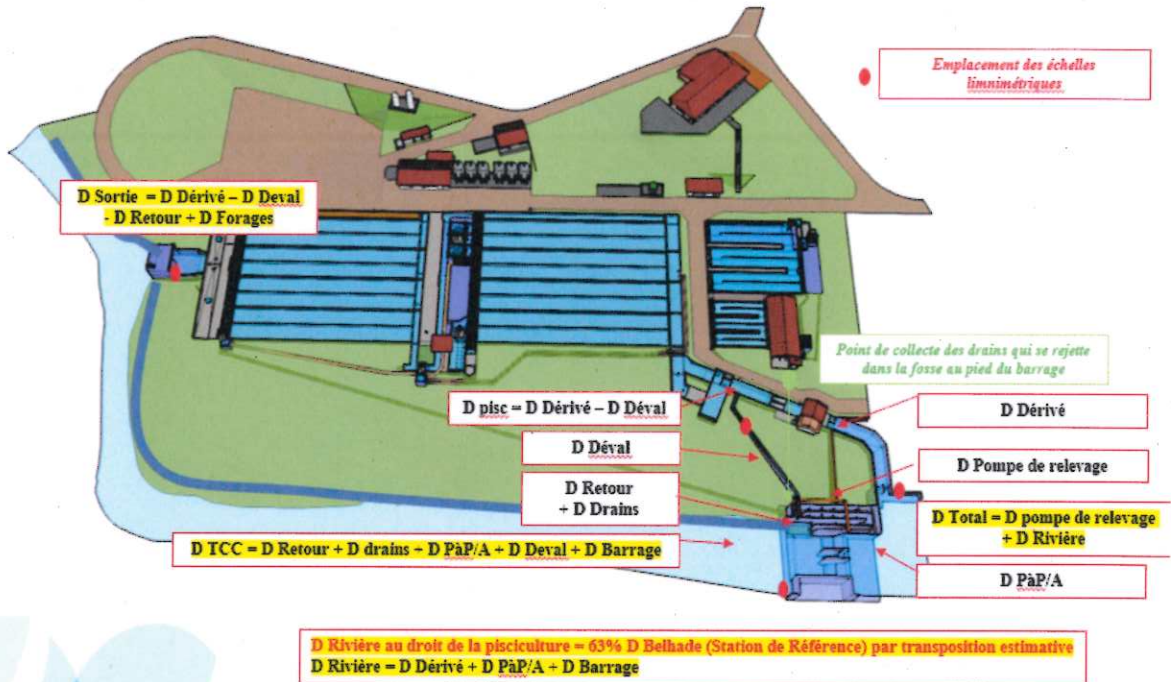 Emplacement des échelles
limnimétriques
D Sortie = D Dérivé – D Deval
- D Retour + D Forages
Point de collecte des drains qui se rejette
dans la fosse au pied du barrage
D pisc = D Dérivé – D Déval
D Dérivé
D Déval
D Pompe de relevage
D Retour
+ D Drains
D Total = D pompe de relevage
+ D Rivière
D TCC = D Retour + D drains + D PàP/A + D Deval + D Barrage
D PàP/A
D Rivière au droit de la pisciculture = 63% D Belhade (Station de Référence) par transposition estimative
D Rivière = D Dérivé + D PàP/A + D Barrage